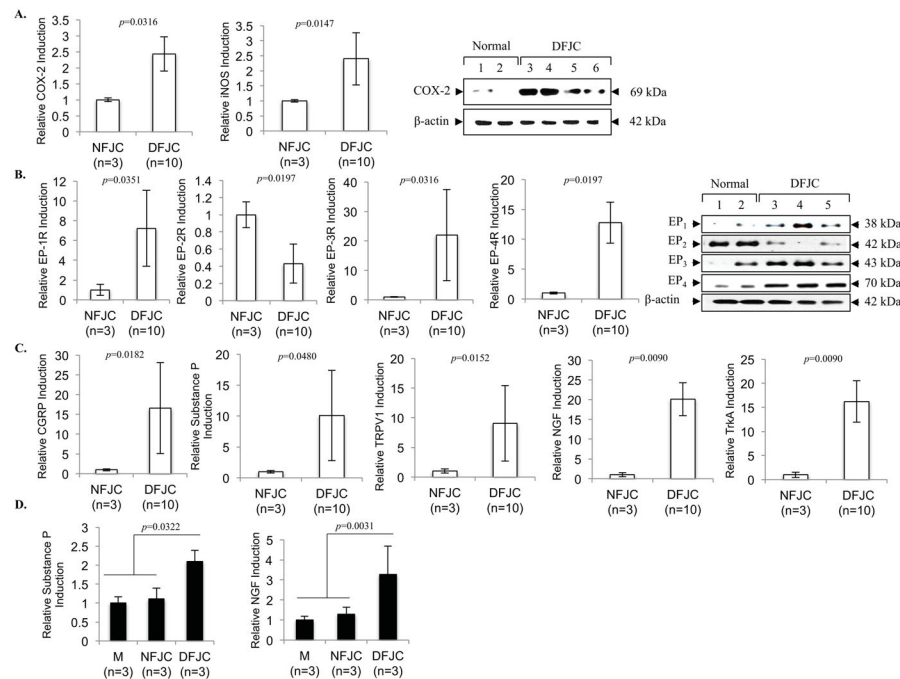 A.
Relative COX-2 Induction
3
2.5
2
1.5
1
0.5
p=0.0316
NFJC
(n=3)
DFJC
(n=10)
Relative iNOS Induction
3.5
3
2.5
2
1.5
1
0.5
0
p=0.0147
NFJC
(n=3)
DFJC
(n=10)
Normal
DFJC
1 2 3 4 5 6
COX-2
69 kDa
β-actin
42 kDa
B.
Relative EP-1R Induction
12
10
8
6
4
2
0
p=0.0351
NFJC
(n=3)
DFJC
(n=10)
Relative EP-2R Induction
1.4
1.2
1
0.8
0.6
0.4
0.2
0
p=0.0197
NFJC
(n=3)
DFJC
(n=10)
Relative EP-3R Induction
40
30
20
10
0
p=0.0316
NFJC
(n=3)
DFJC
(n=10)
Relative EP-4R Induction
20
15
10
5
0
p=0.0197
NFJC
(n=3)
DFJC
(n=10)
Normal
DFJC
1 2 3 4 5
EP1
38 kDa
EP2
42 kDa
EP3
43 kDa
EP4
70 kDa
β-actin
42 kDa
C.
Relative CGRP Induction
30
25
20
15
10
5
0
p=0.0182
NFJC
(n=3)
DFJC
(n=10)
Relative Substance P
Induction
20
15
10
5
0
p=0.0480
NFJC
(n=3)
DFJC
(n=10)
Relative TRPV1 Induction
20
15
10
5
0
p=0.0152
NFJC
(n=3)
DFJC
(n=10)
Relative NGF Induction
30
25
20
15
10
5
0
p=0.0090
NFJC
(n=3)
DFJC
(n=10)
Relative TrkA Induction
25
20
15
10
5
0
p=0.0090
NFJC
(n=3)
DFJC
(n=10)
D.
Relative Substance P
Induction
3
2.5
2
1.5
1
0.5
0
p=0.0322
M
(n=3)
NFJC
(n=3)
DFJC
(n=3)
Relative NGF Induction
5
4
3
2
1
0
p=0.0031
M
(n=3)
NFJC
(n=3)
DFJC
(n=3)